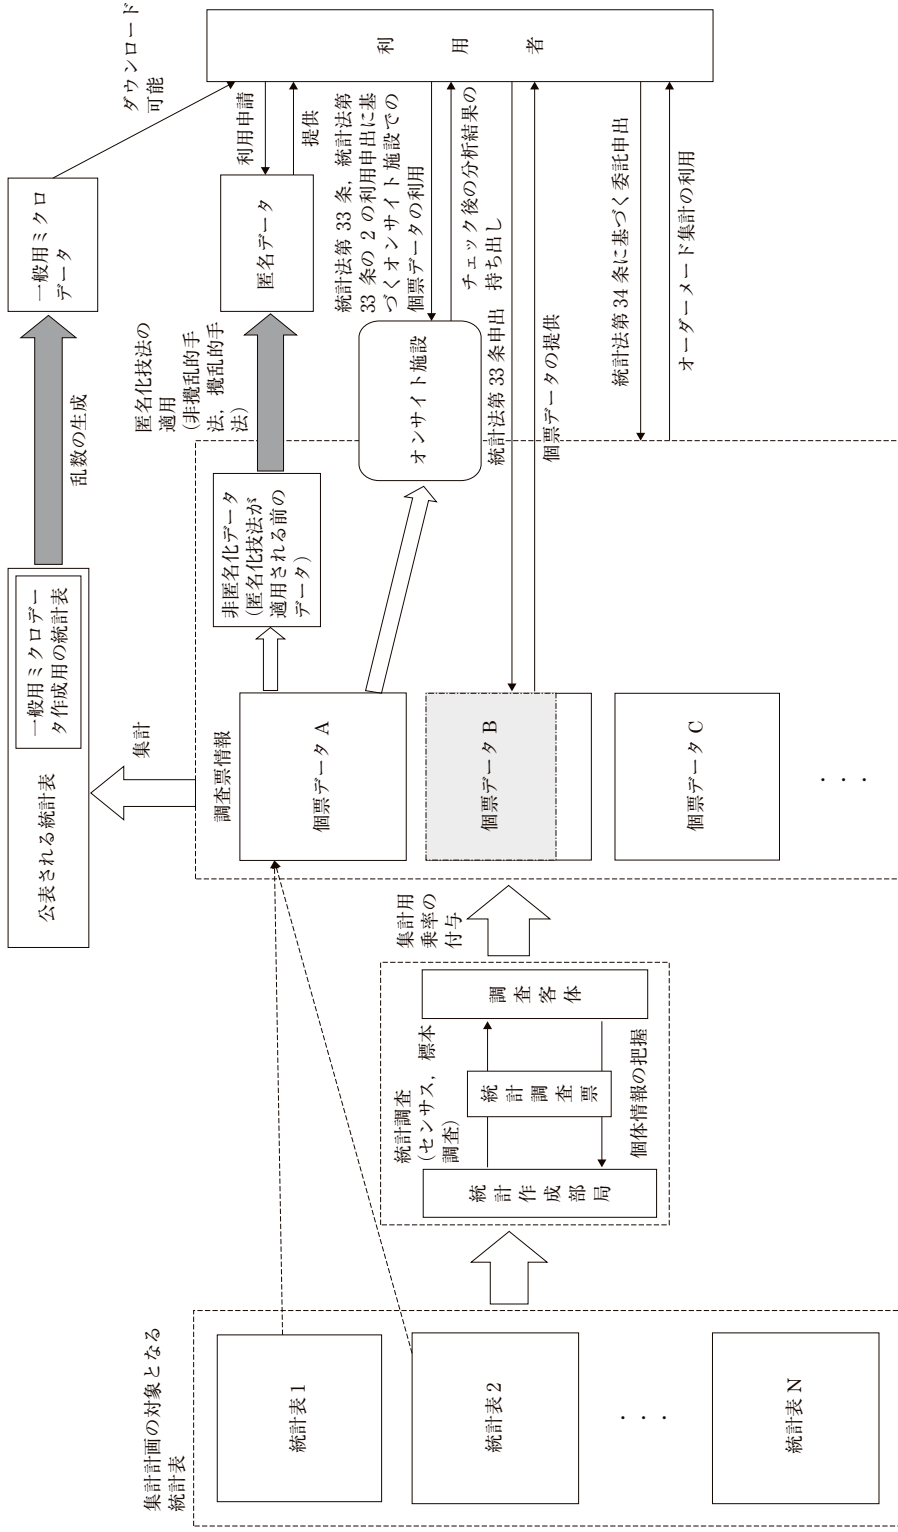 集計計画の対象となる
統計表
統計表 1
統計表 2
・・・
統計表 N
統計作成部局
統計調査
(センサス，標本
調査)
統計調査票
個体情報の把握
調査客体
集計用
乗率の
付与
公表される統計表
一般用ミクロデー
タ作成用の統計表
集計
調査票情報
個票データ A
個票データ B
個票データ C
・・・
非匿名化データ
(匿名化技法が
適用される前の
データ)
オンサイト施設
乱数の生成
匿名化技法の
適用
(非攪乱的手
法，攪乱的手
法)
一般用ミクロ
データ
匿名データ
ダウンロード
可能
利用申請
提供
統計法第 33 条，統計法第
33 条の 2 の利用申出に基
づくオンサイト施設での
個票データの利用
チェック後の分析結果の
持ち出し
統計法第 33 条申出
個票データの提供
統計法第 34 条に基づく委託申出
オーダーメード集計の利用
利用者